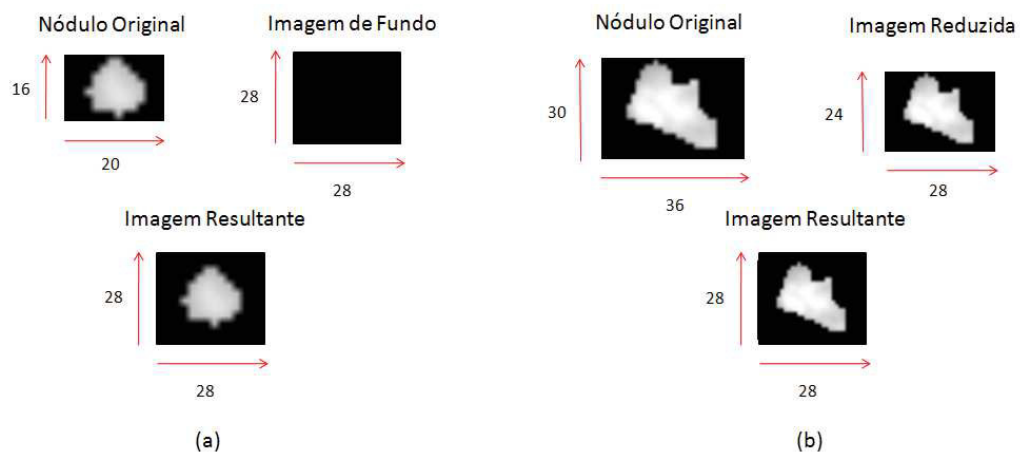 Nódulo Original
Imagem de Fundo
16
28
20
28
Imagem Resultante
28
28
(a)
Nódulo Original
Imagem Reduzida
30
24
36
28
Imagem Resultante
28
28
(b)